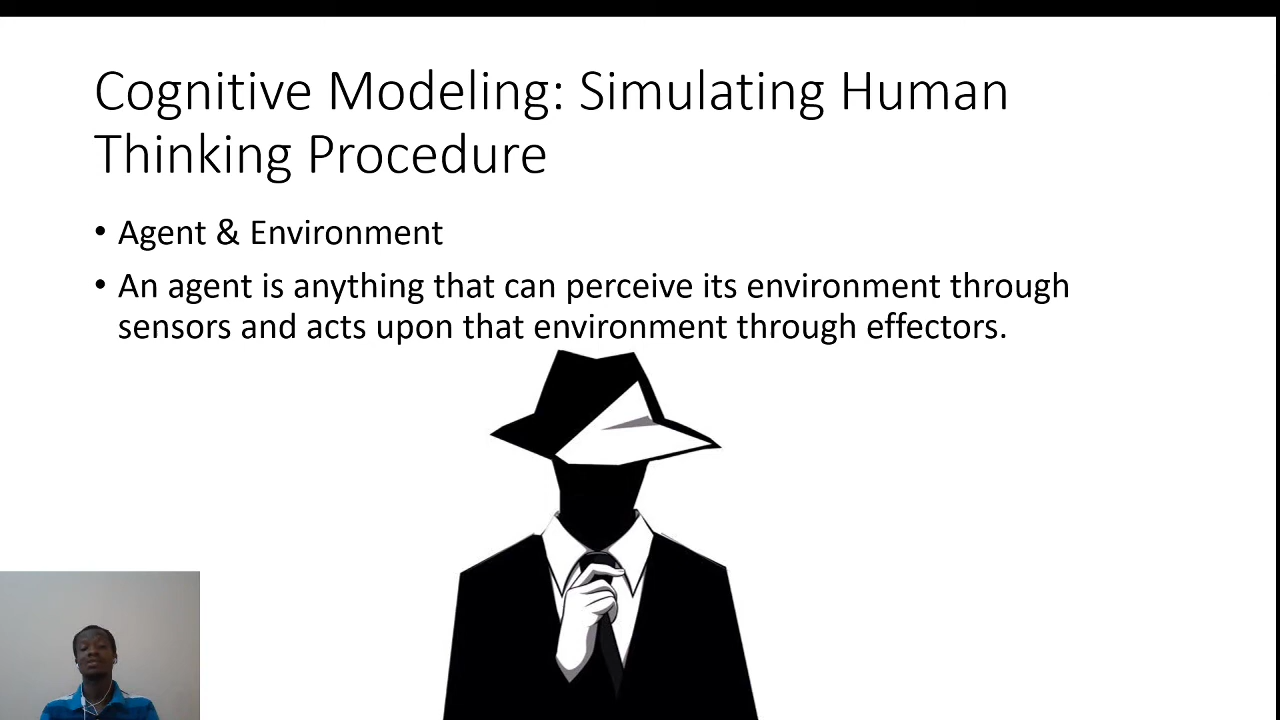 Cognitive Modeling: Simulating Human
Thinking Procedure
• Agent & Environment
• An agent is anything that can perceive its environment through
sensors and acts upon that environment through effectors.